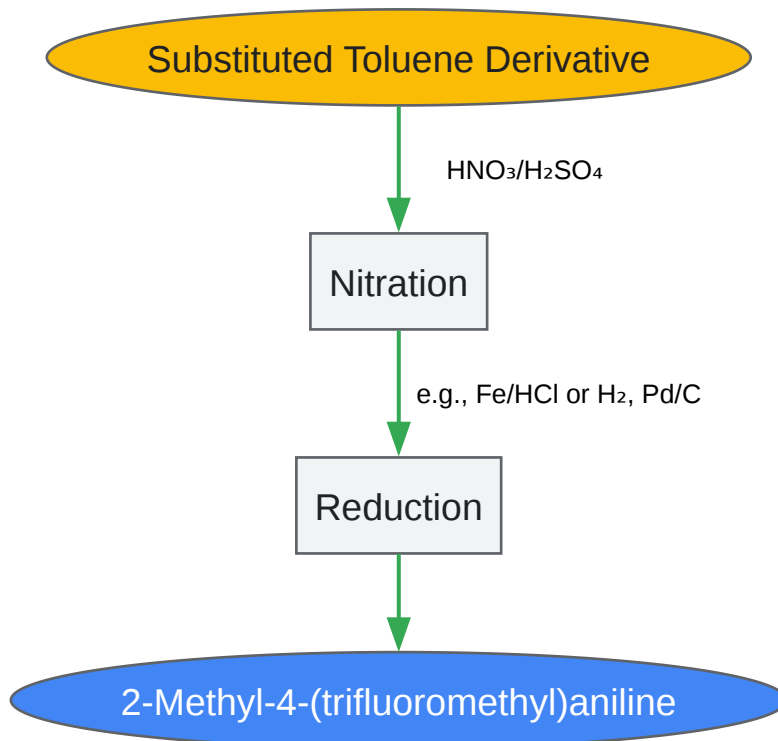 Substituted Toluene Derivative
HNO₃/H₂SO₄
Nitration
e.g., Fe/HCl or H₂, Pd/C
Reduction
2-Methyl-4-(trifluoromethyl)aniline